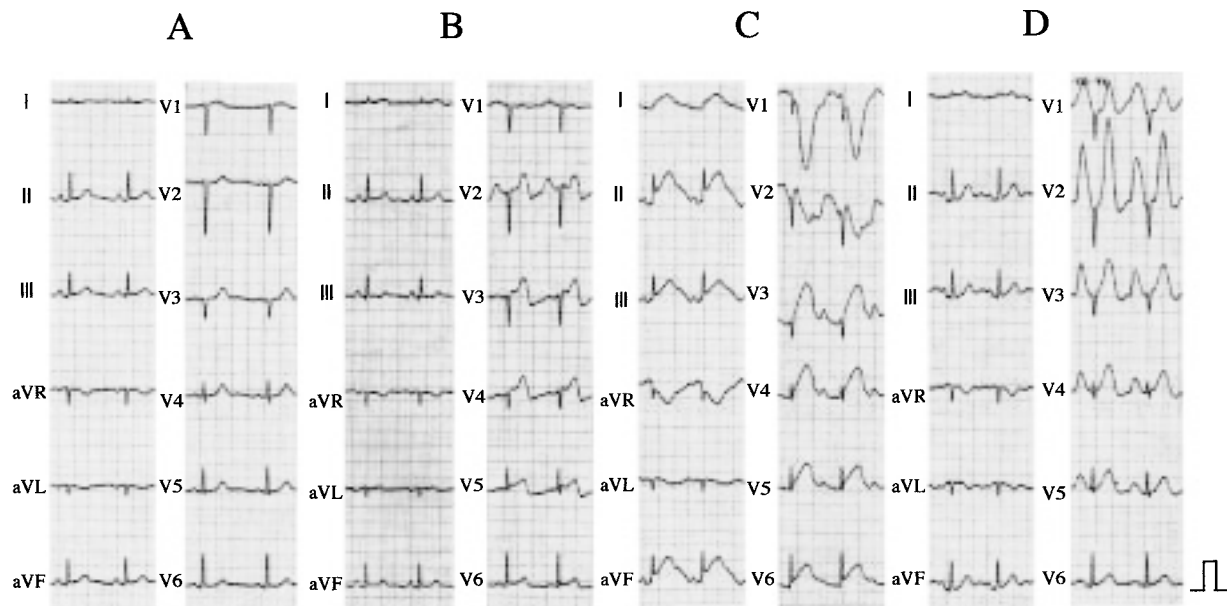 A B C D
I V1 I V1 I V1 I V1
II V2 II V2 II V2 II V2
III V3 III V3 III V3 III V3
aVR V4 aVR V4 aVR V4 aVR V4
aVL V5 aVL V5 aVL V5 aVL V5
aVF V6 aVF V6 aVF V6 aVF V6